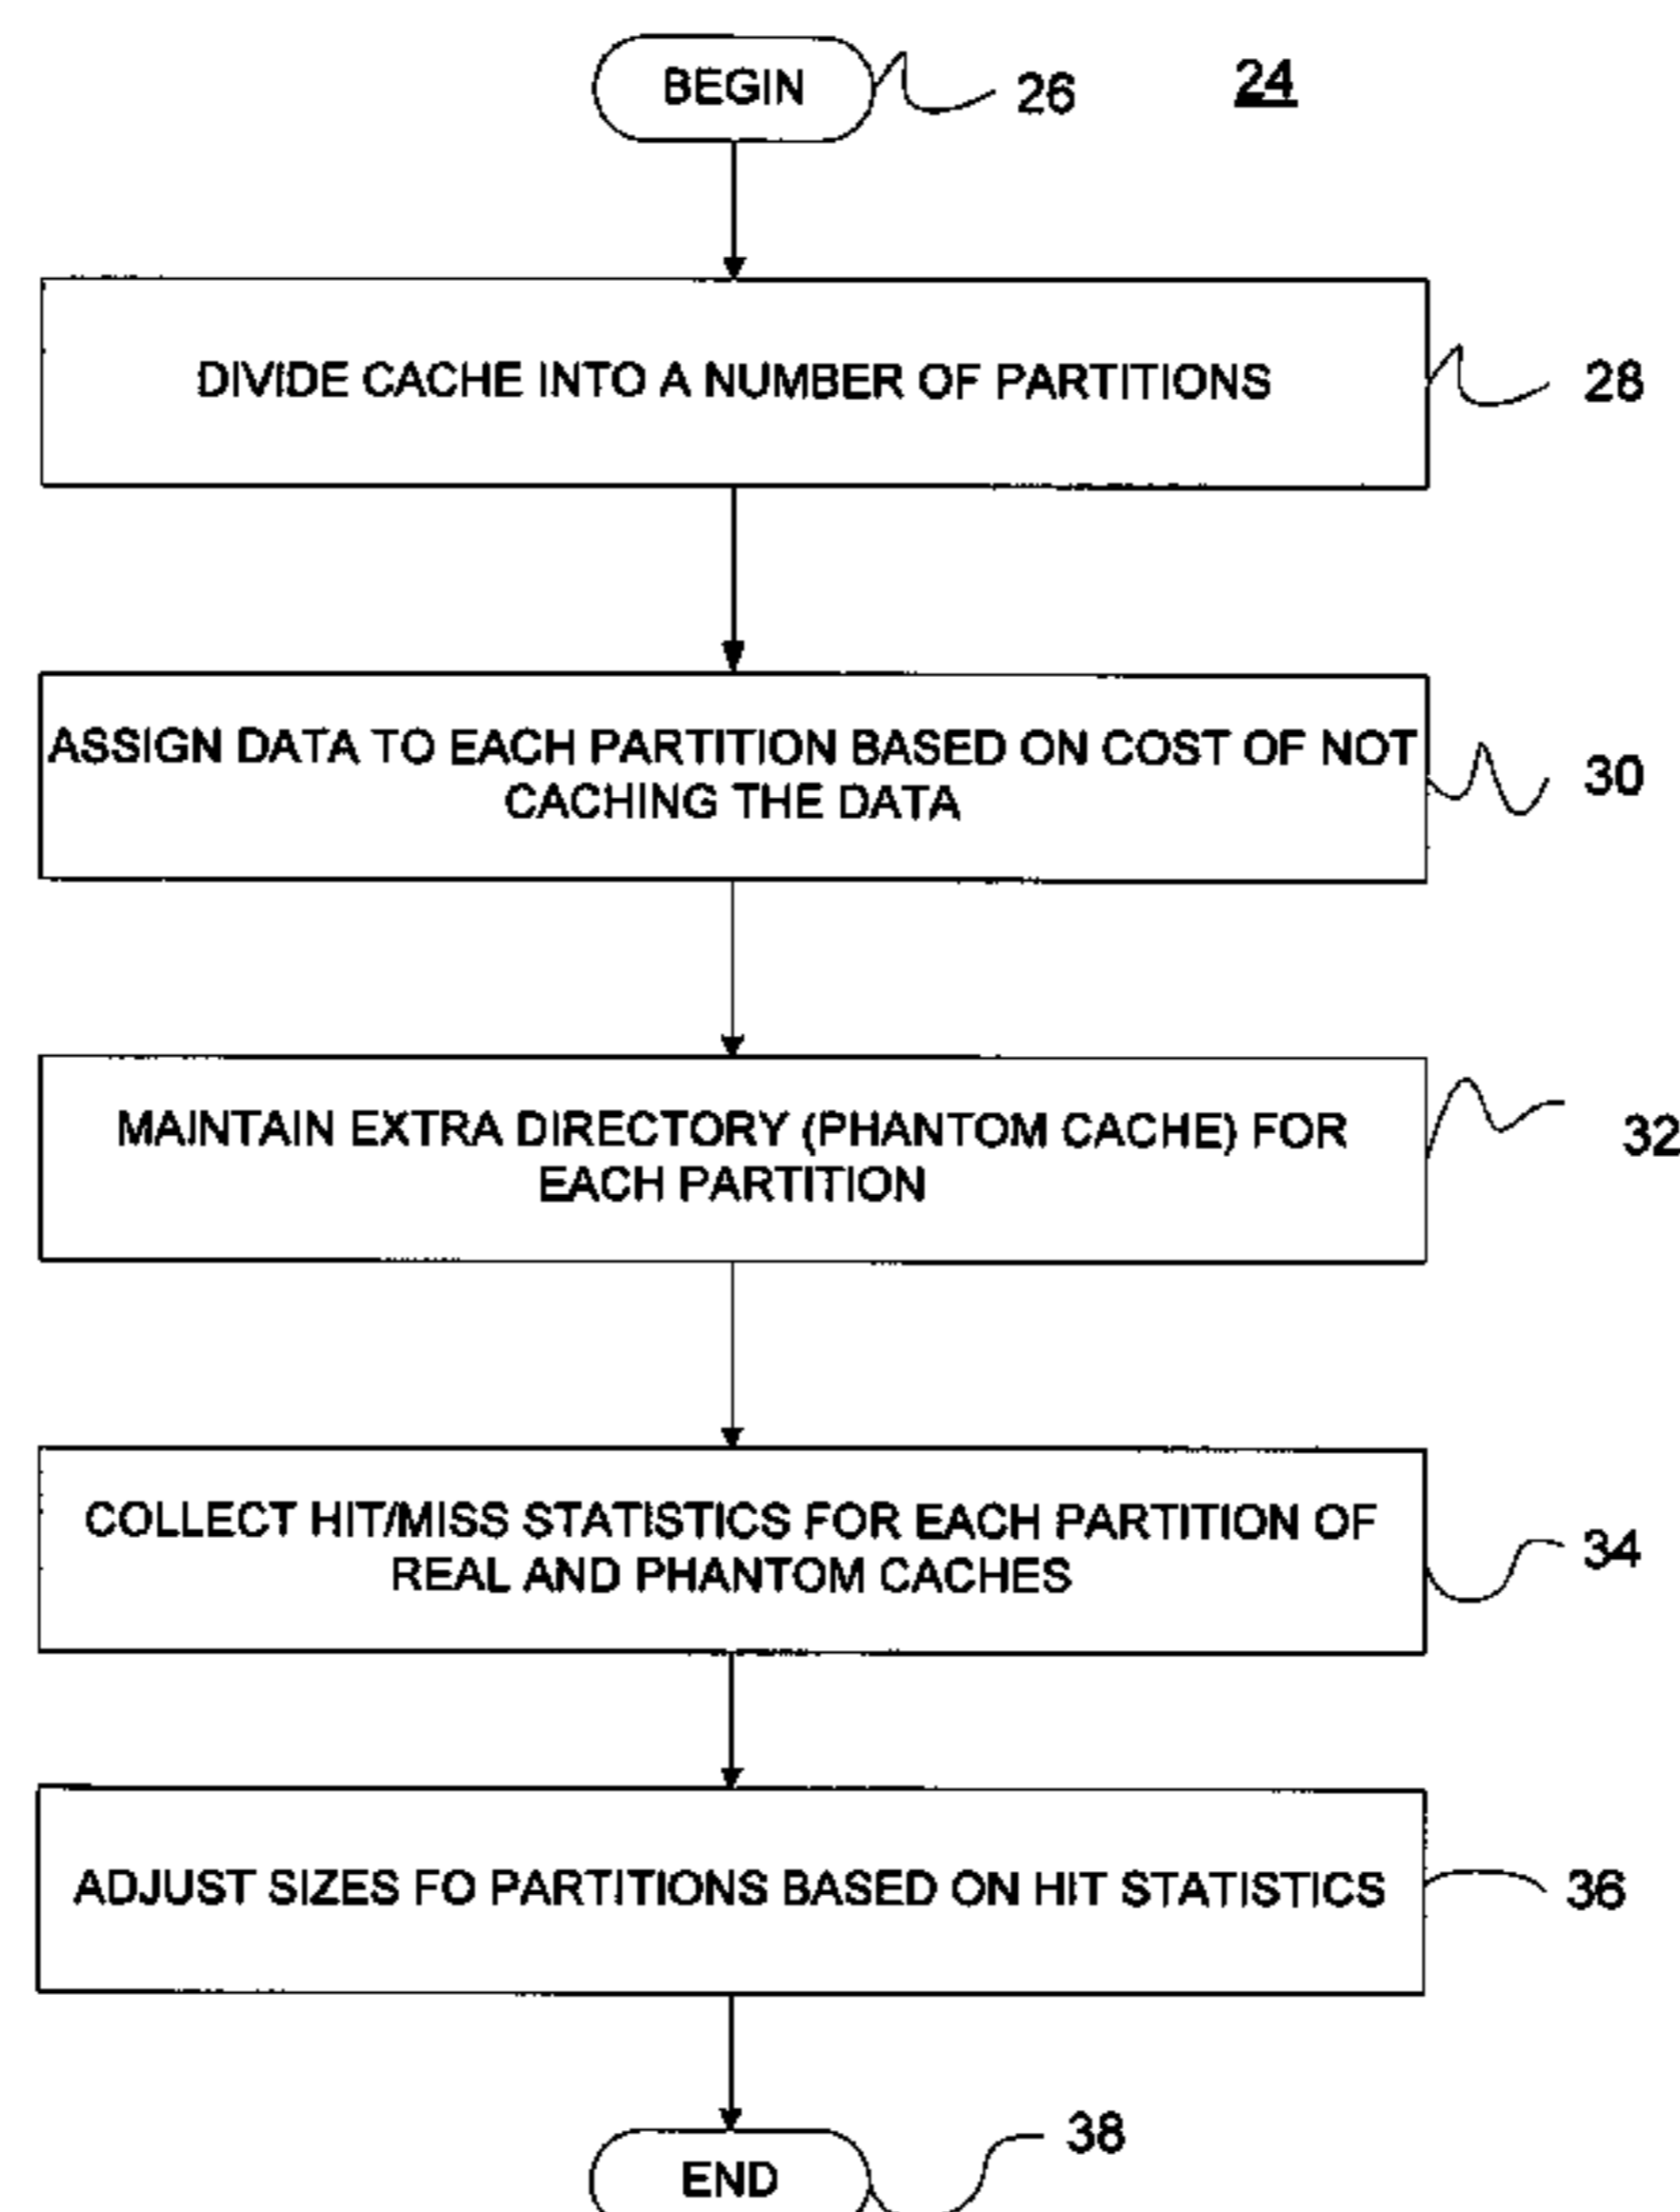 BEGIN
26
24
DIVIDE CACHE INTO A NUMBER OF PARTITIONS
28
ASSIGN DATA TO EACH PARTITION BASED ON COST OF NOT
CACHING THE DATA
30
MAINTAIN EXTRA DIRECTORY (PHANTOM CACHE) FOR
EACH PARTITION
32
COLLECT HIT/MISS STATISTICS FOR EACH PARTITION OF
REAL AND PHANTOM CACHES
34
ADJUST SIZES FO PARTITIONS BASED ON HIT STATISTICS
36
38
END